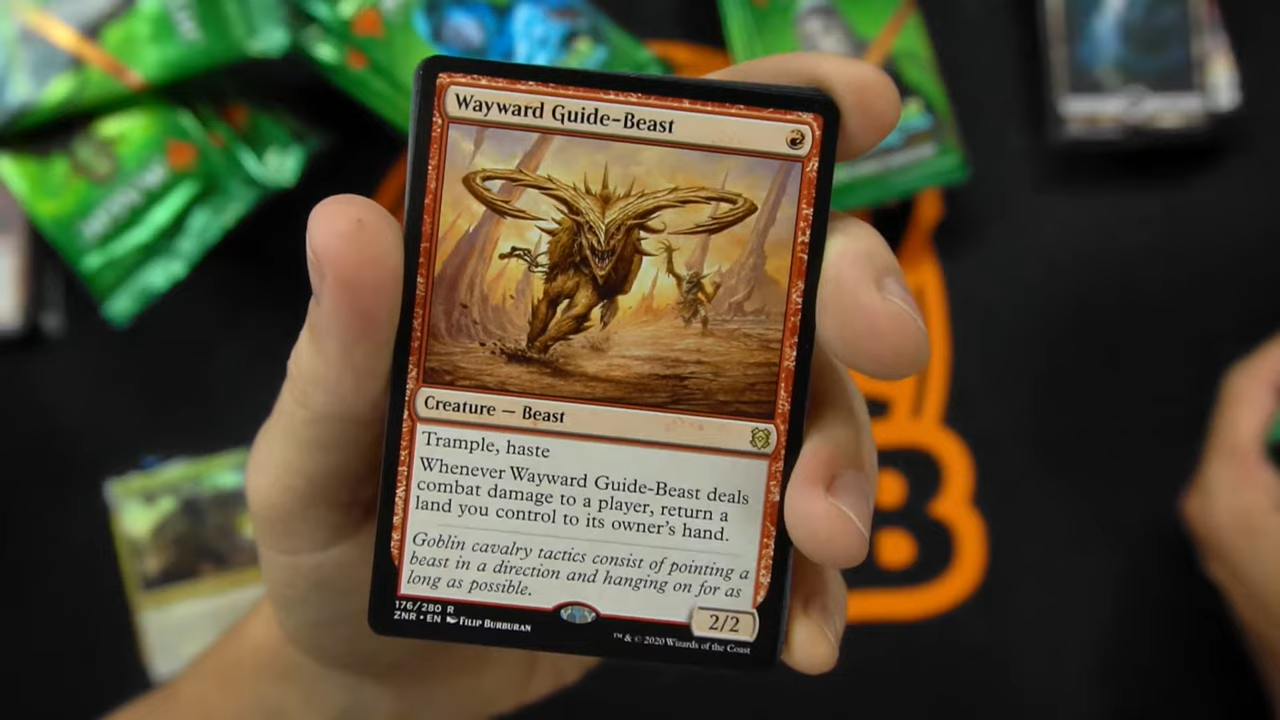 Wayward Guide-Beast
Creature — Beast
Trample, haste
Whenever Wayward Guide-Beast deals
combat damage to a player, return a
land you control to its owner's hand.
Goblin cavalry tactics consist of pointing a
beast in a direction and hanging on for as
long as possible.
2/2
176/280 R
ZNR • EN Filip Burburan
™ & © 2020 Wizards of the Coast
B